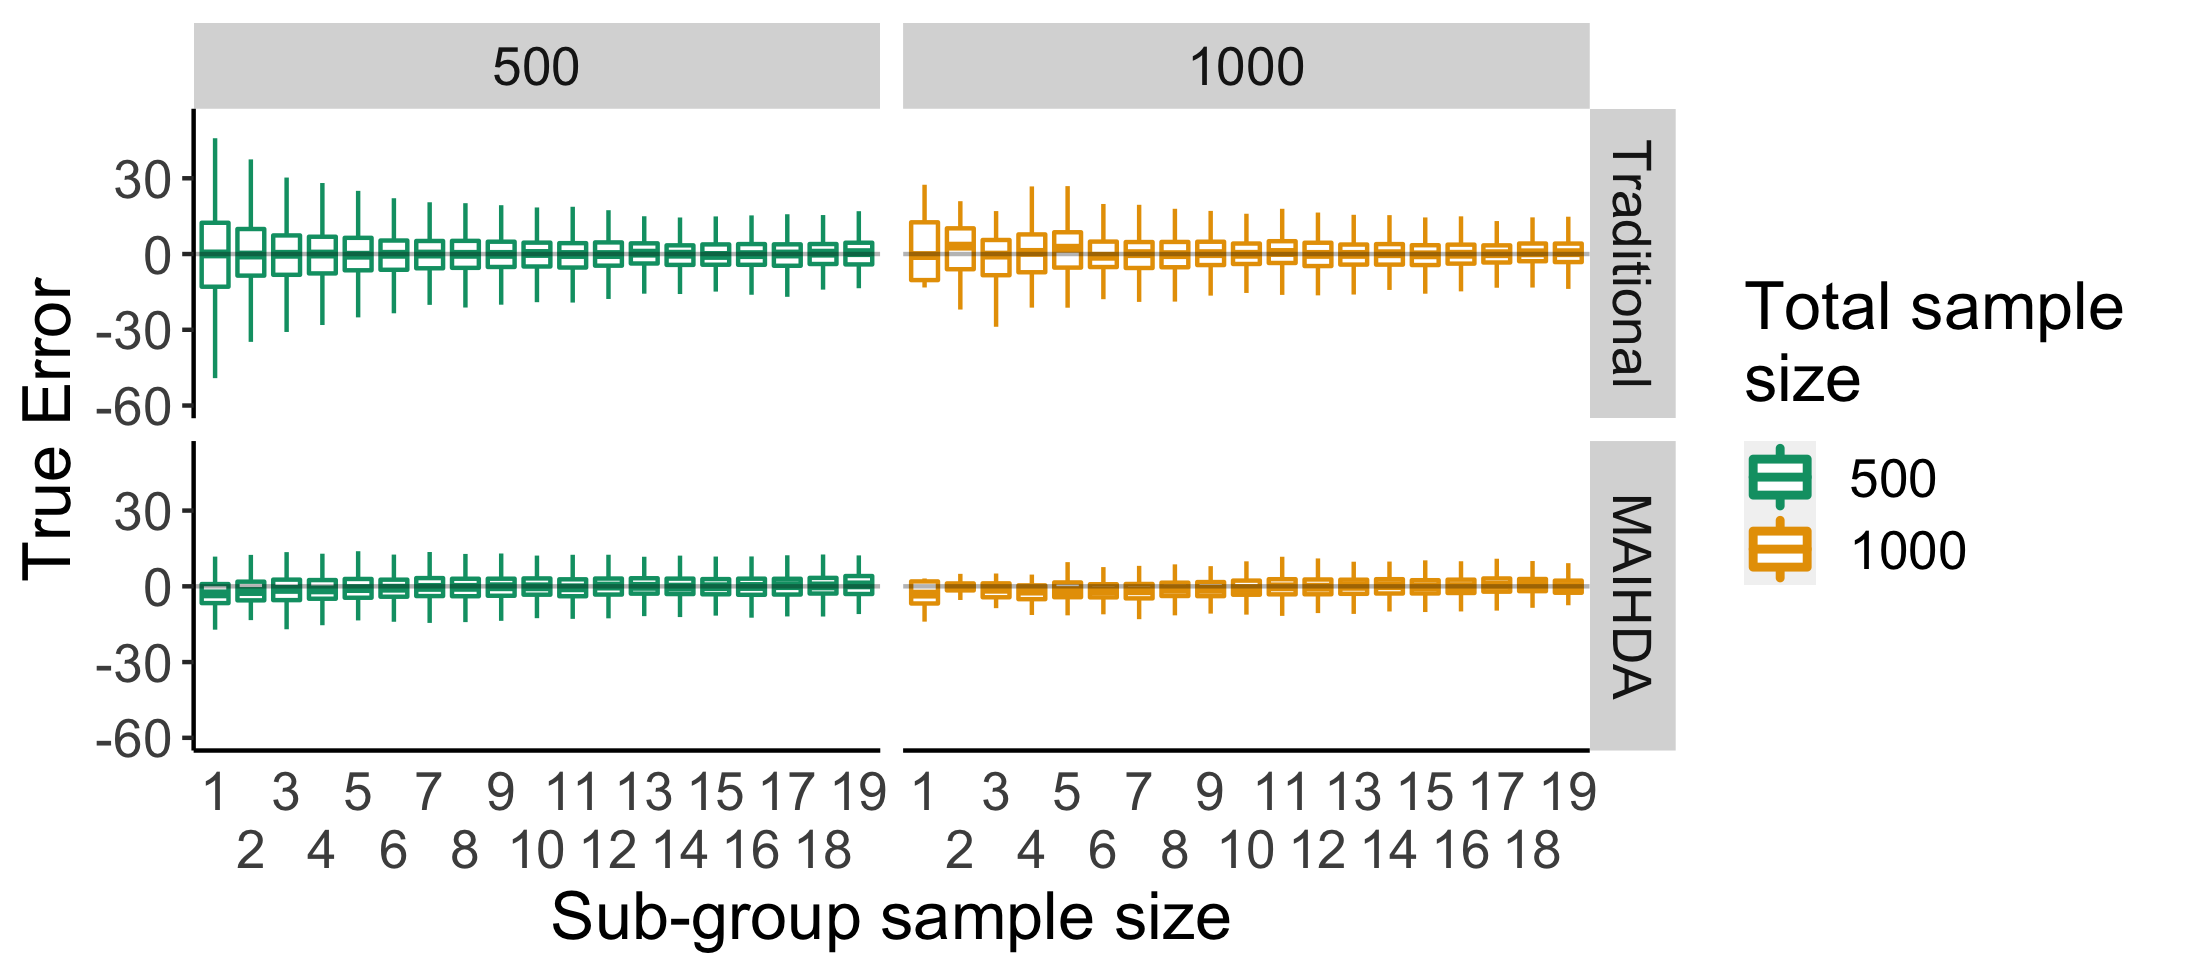 500
1000
True Error
30
0
-30
-60
Traditional
30
0
-30
-60
MAIHDA
1 3 5 7 9 11 13 15 17 19 1 3 5 7 9 11 13 15 17 19
2 4 6 8 10 12 14 16 18 2 4 6 8 10 12 14 16 18
Sub-group sample size
Total sample
size
500
1000